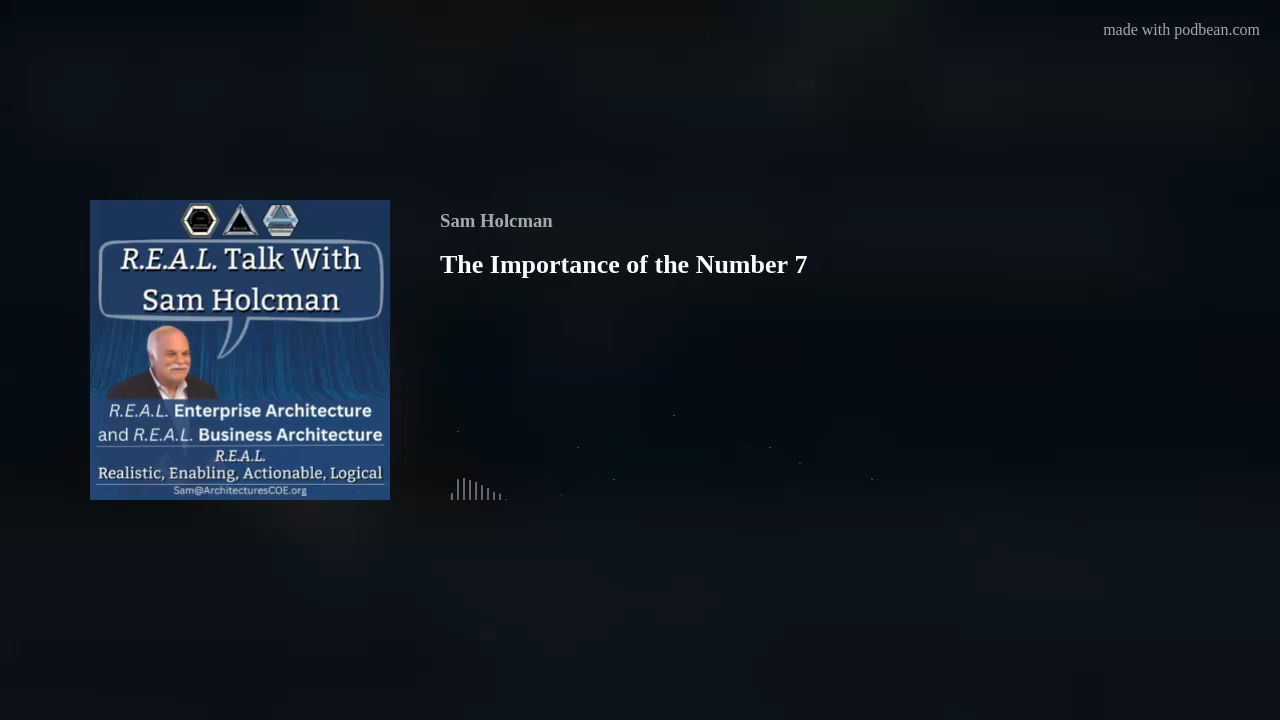 made with podbean.com
R.E.A.L. Talk With
Sam Holcman
R.E.A.L. Enterprise Architecture
and R.E.A.L. Business Architecture
R.E.A.L.
Realistic, Enabling, Actionable, Logical
Sam@ArchitecturesCOE.org
Sam Holcman
The Importance of the Number 7